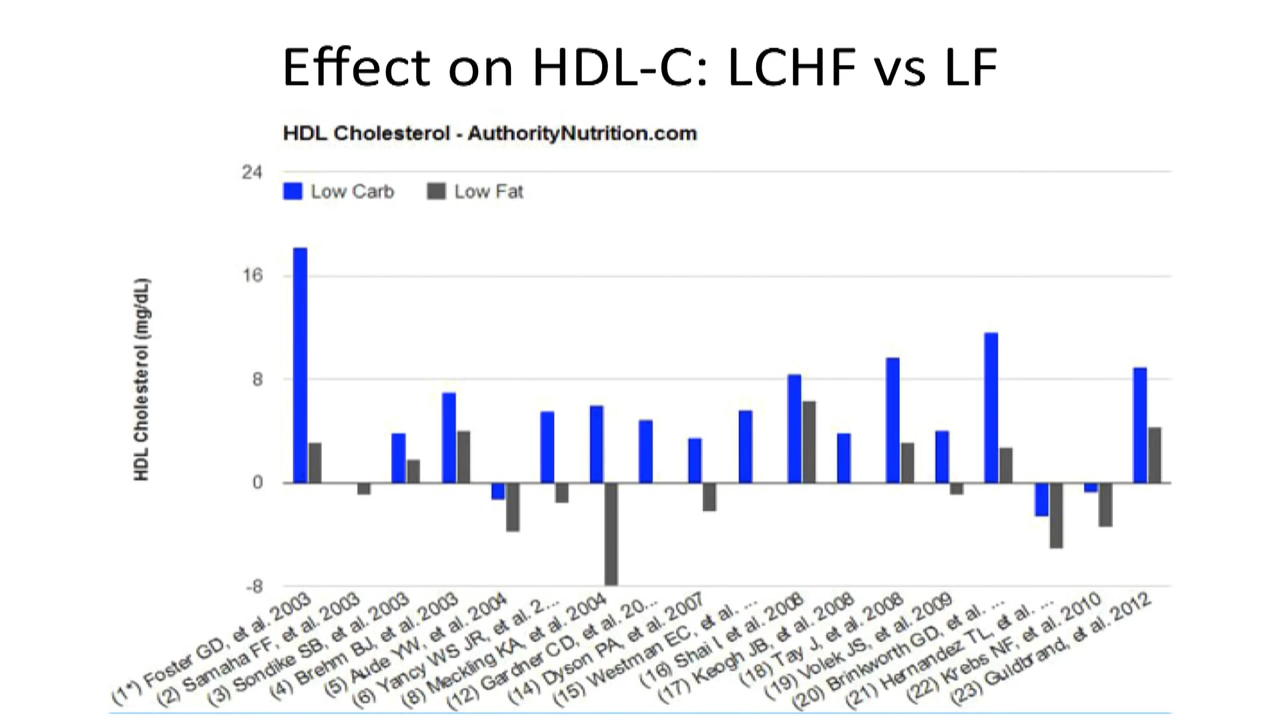 Effect on HDL-C: LCHF vs LF
HDL Cholesterol - AuthorityNutrition.com
24
Low Carb
Low Fat
16
HDL Cholesterol (mg/dL)
8
0
-8
(1*) Foster GD, et al. 2003
(2) Samaha FF, et al. 2003
(3) Sondike SB, et al. 2003
(4) Brehm BJ, et al. 2003
(5) Aude YW, et al. 2004
(6) Yancy WS JR, et al. 2...
(8) Meckling KA, et al. 2004
(12) Gardner CD, et al. 20...
(14) Dyson PA, et al. 2007
(15) Westman EC, et al. ...
(16) Shai I, et al. 2008
(17) Keogh JB, et al. 2008
(18) Tay J, et al. 2008
(19) Volek JS, et al. 2009
(20) Brinkworth GD, et al. ...
(21) Hernandez TL, et al. ...
(22) Krebs NF, et al. 2010
(23) Guldbrand, et al. 2012